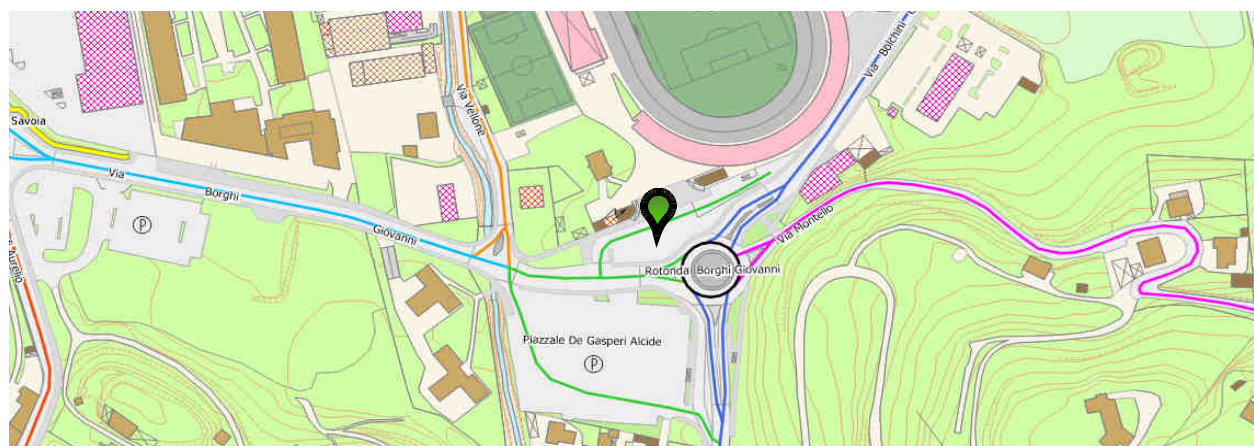 Savoia
Via
Borghi
Giovanni
Via Vellone
Via Bolchini
Via Montello
Rotonda Borghi Giovanni
Aurelio
Piazzale De Gasperi Alcide
P
P